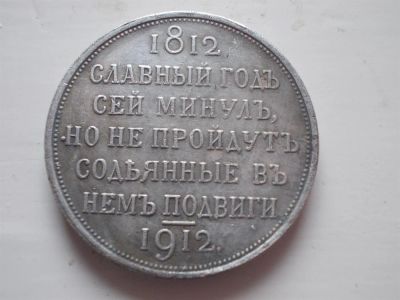 1812
СЛАВНЫЙ ГОДЪ
СЕЙ МИНУЛЪ,
НО НЕ ПРОЙДУТЪ
СОДѢЯННЫЕ ВЪ
НЕМЪ ПОДВИГИ
1912.